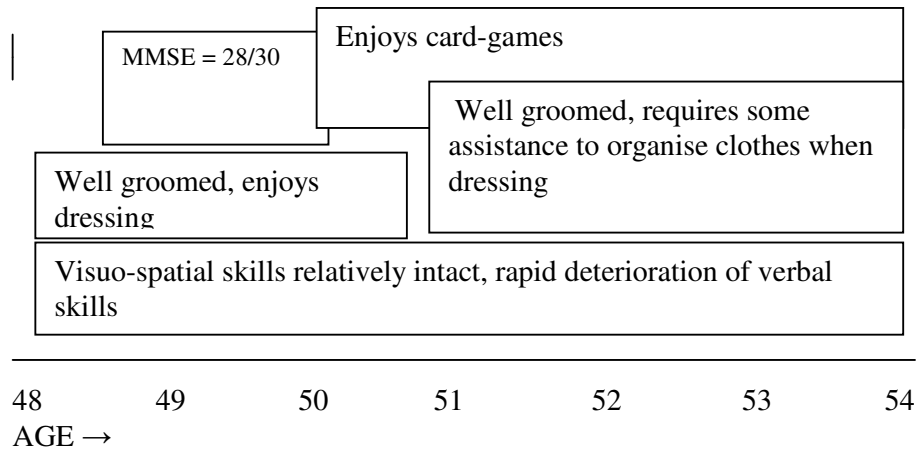 Enjoys card-games
MMSE = 28/30
Well groomed, requires some
assistance to organise clothes when
dressing
Well groomed, enjoys
dressing
Visuo-spatial skills relatively intact, rapid deterioration of verbal
skills
48 49 50 51 52 53 54
AGE →